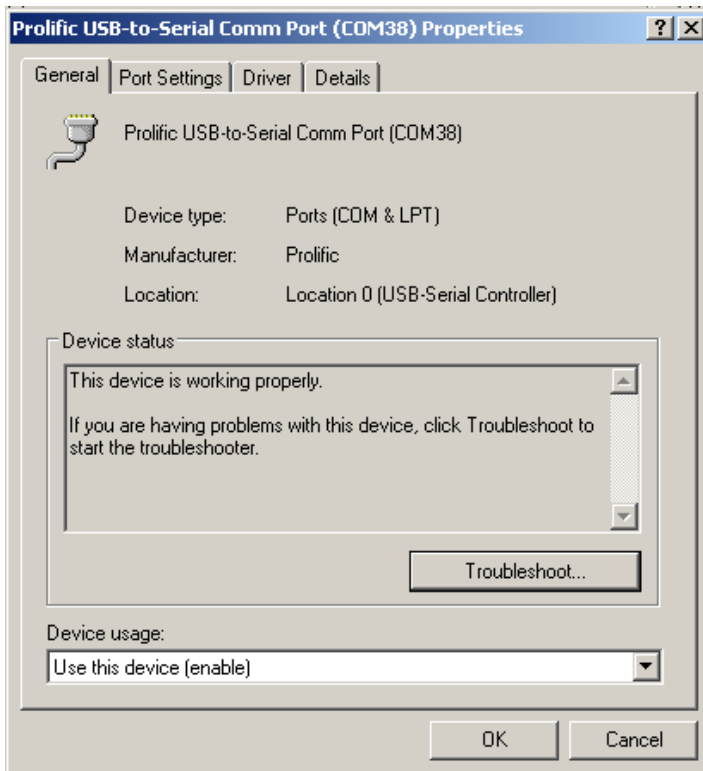 Prolific USB-to-Serial Comm Port (COM38) Properties
General Port Settings Driver Details
Prolific USB-to-Serial Comm Port (COM38)
Device type: Ports (COM & LPT)
Manufacturer: Prolific
Location: Location 0 (USB-Serial Controller)
Device status
This device is working properly.
If you are having problems with this device, click Troubleshoot to
start the troubleshooter.
Troubleshoot...
Device usage:
Use this device (enable)
OK Cancel